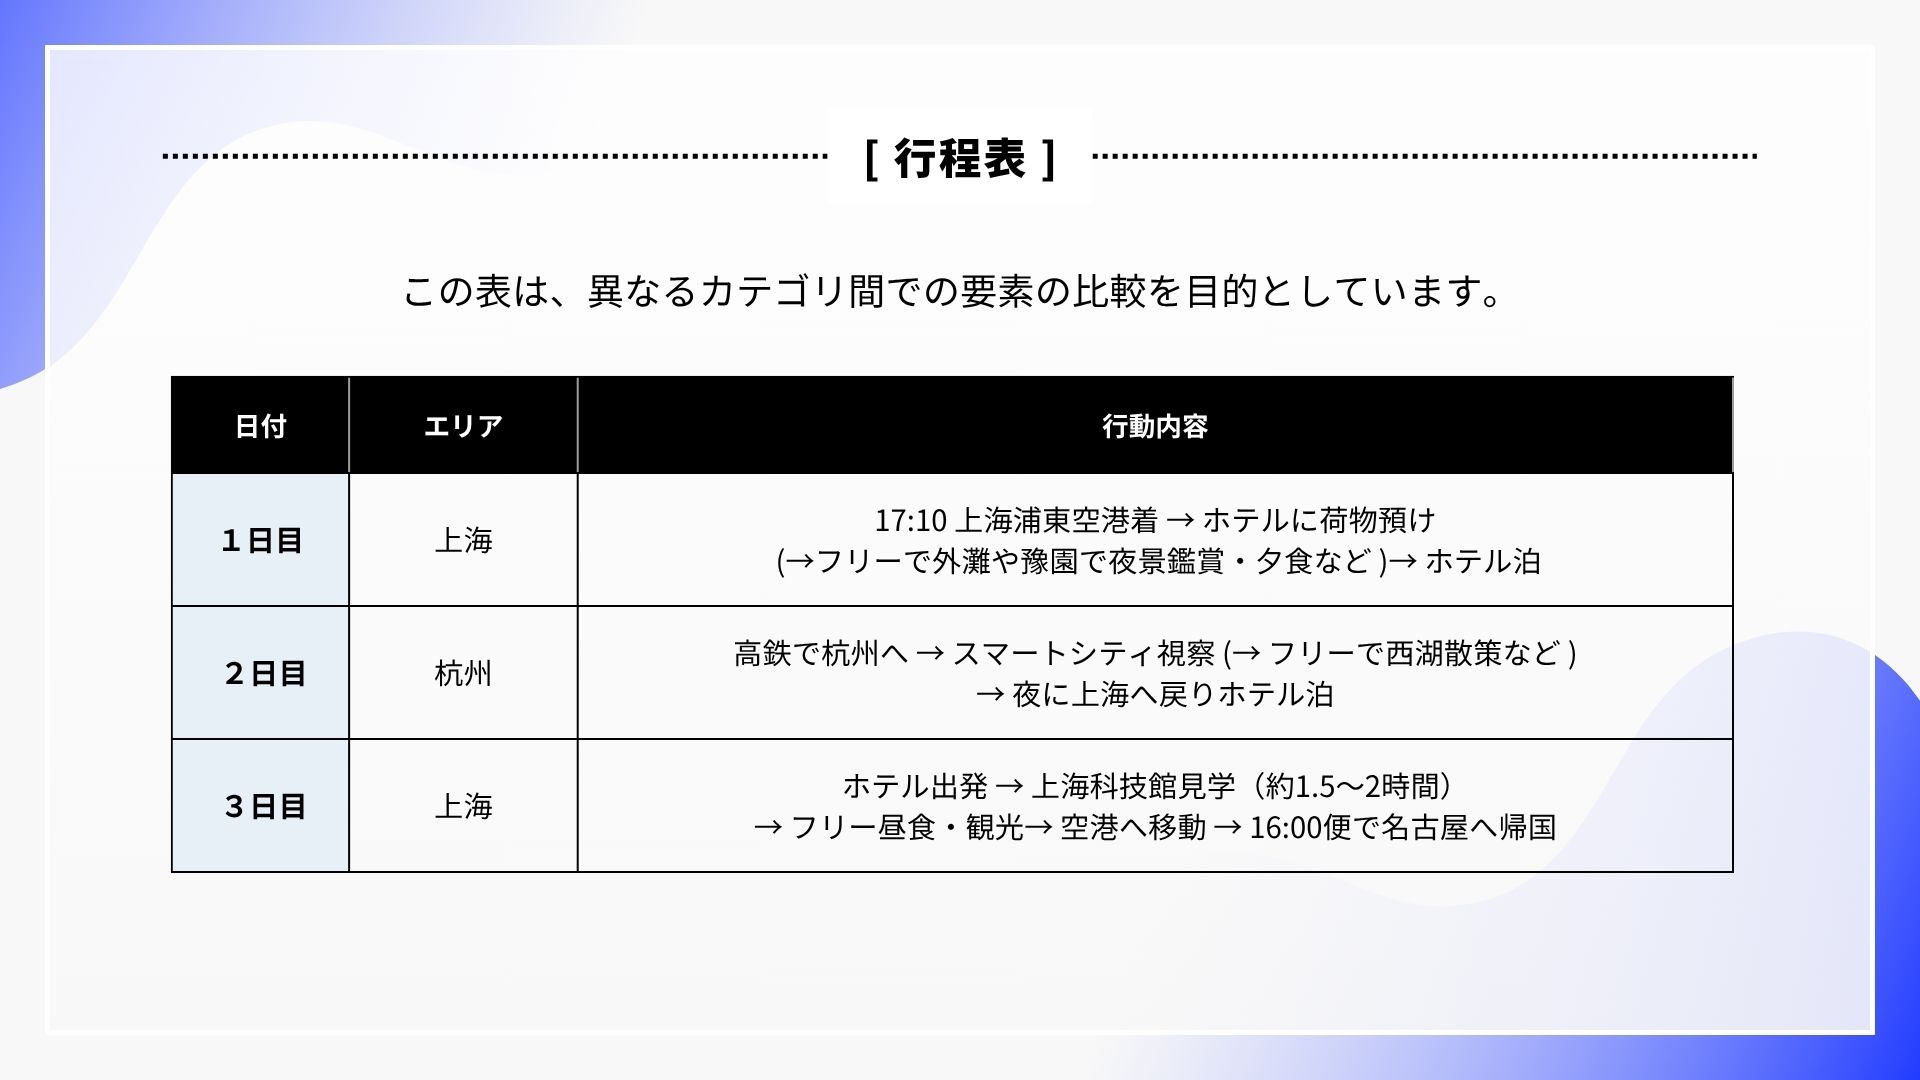 [ 行程表 ]
この表は、異なるカテゴリ間での要素の比較を目的としています。
日付 エリア 行動内容
１日目 上海 17:10 上海浦東空港着 → ホテルに荷物預け
(→フリーで外灘や豫園で夜景鑑賞・夕食など )→ ホテル泊
２日目 杭州 高鉄で杭州へ → スマートシティ視察 (→ フリーで西湖散策など )
→ 夜に上海へ戻りホテル泊
３日目 上海 ホテル出発 → 上海科技館見学（約1.5〜2時間）
→ フリー昼食・観光→ 空港へ移動 → 16:00便で名古屋へ帰国